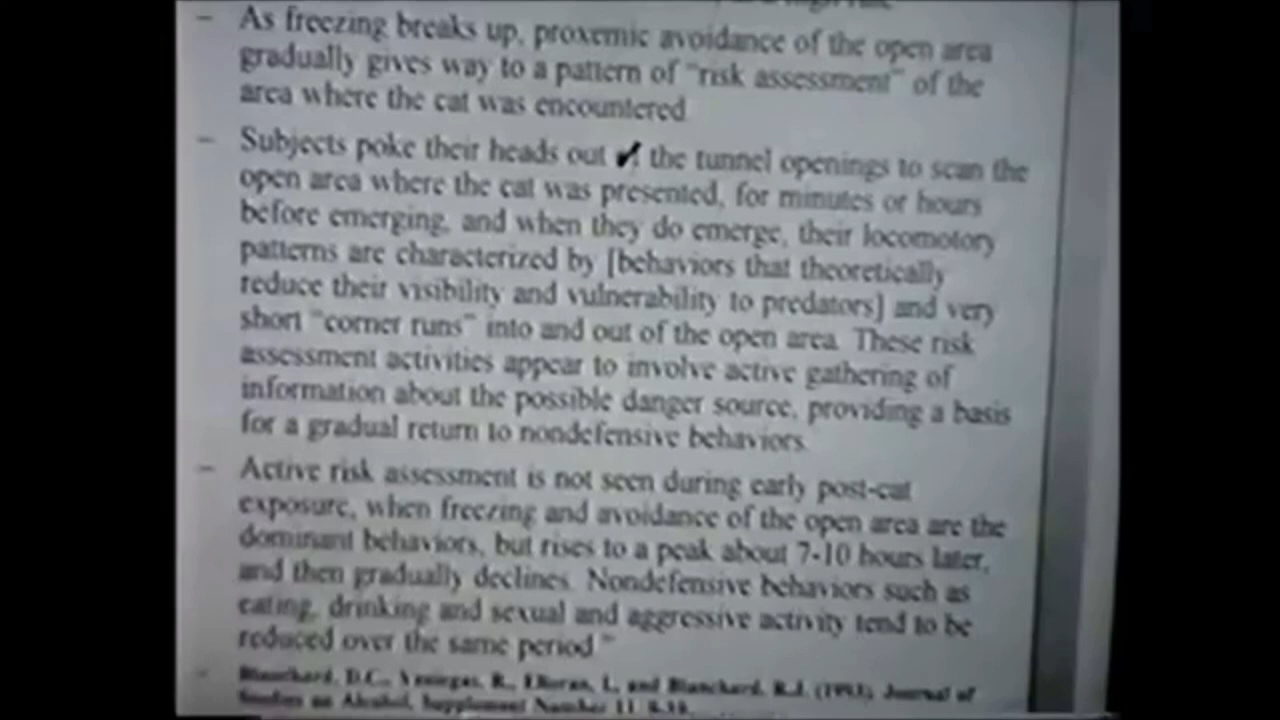 – As freezing breaks up, proxemic avoidance of the open area
gradually gives way to a pattern of "risk assessment" of the
area where the cat was encountered
– Subjects poke their heads out the tunnel openings to scan the
open area where the cat was presented, for minutes or hours
before emerging, and when they do emerge, their locomotory
patterns are characterized by [behaviors that theoretically
reduce their visibility and vulnerability to predators] and very
short "corner runs" into and out of the open area. These risk
assessment activities appear to involve active gathering of
information about the possible danger source, providing a basis
for a gradual return to nondefensive behaviors.
– Active risk assessment is not seen during early post-cat
exposure, when freezing and avoidance of the open area are the
dominant behaviors, but rises to a peak about 7-10 hours later,
and then gradually declines. Nondefensive behaviors such as
eating, drinking and sexual and aggressive activity tend to be
reduced over the same period."
– Blanchard, D.C., and Blanchard, R.J. (1993). Journal of
Studies on Alcohol, Supplement Number 11